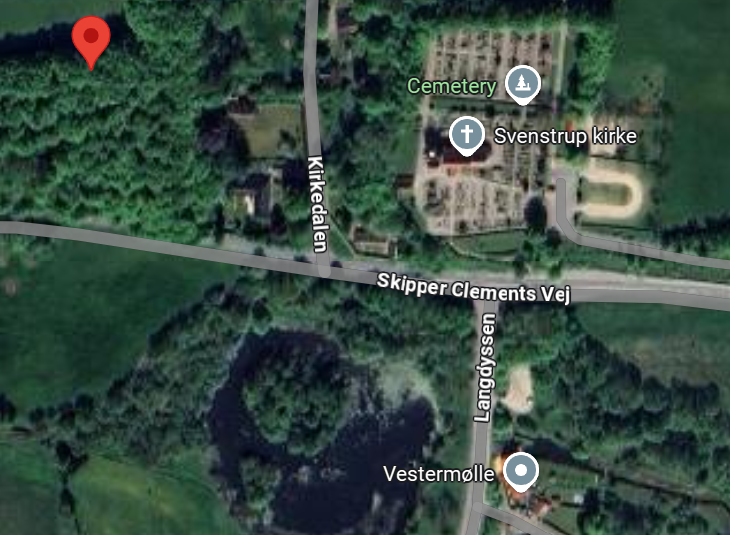 Cemetery
Svenstrup kirke
Kirkedalen
Skipper Clements Vej
Langdyssen
Vestermølle